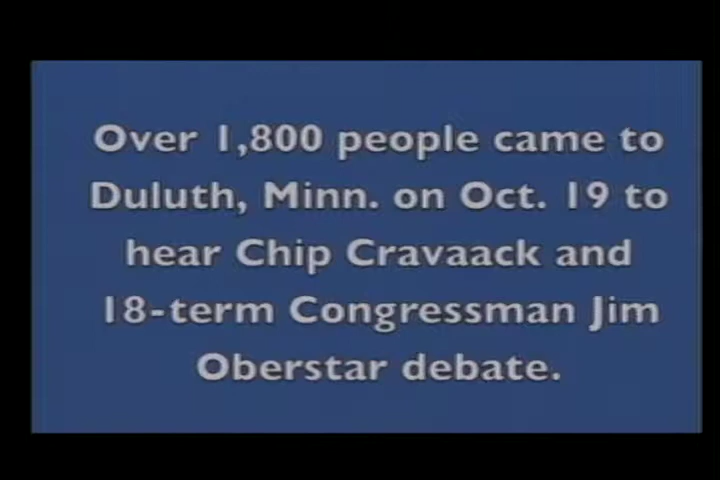 Over 1,800 people came to
Duluth, Minn. on Oct. 19 to
hear Chip Cravaack and
18-term Congressman Jim
Oberstar debate.